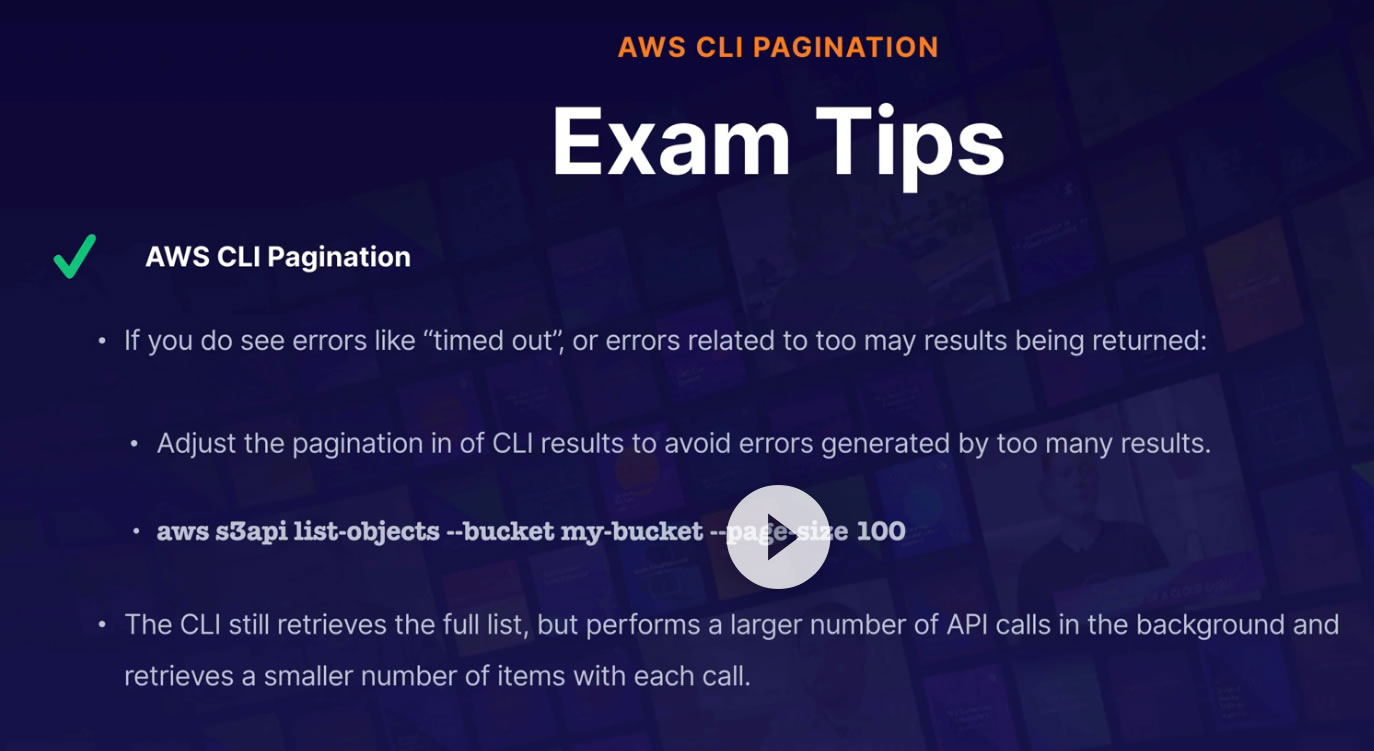 AWS CLI PAGINATION
Exam Tips
AWS CLI Pagination
• If you do see errors like “timed out”, or errors related to too may results being returned:
• Adjust the pagination in of CLI results to avoid errors generated by too many results.
• aws s3api list-objects --bucket my-bucket --page-size 100
• The CLI still retrieves the full list, but performs a larger number of API calls in the background and
retrieves a smaller number of items with each call.